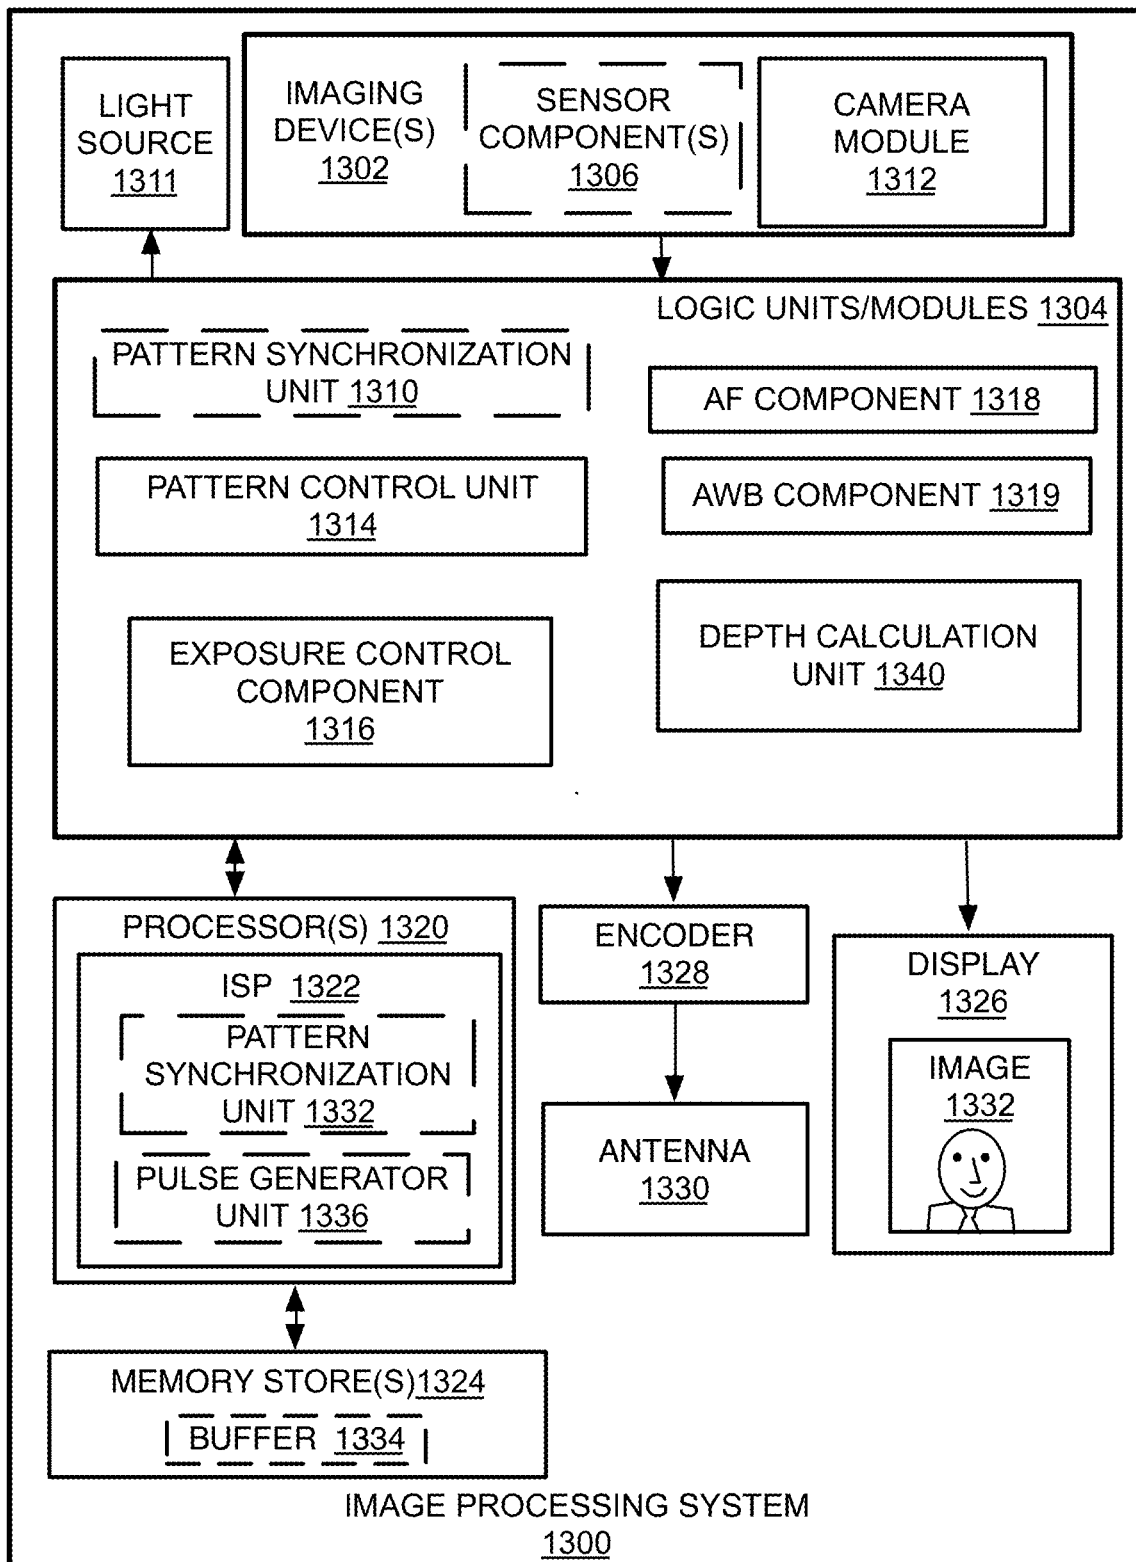 LIGHT
SOURCE
1311
IMAGING
DEVICE(S)
1302
SENSOR
COMPONENT(S)
1306
CAMERA
MODULE
1312
LOGIC UNITS/MODULES 1304
PATTERN SYNCHRONIZATION
UNIT 1310
AF COMPONENT 1318
PATTERN CONTROL UNIT
1314
AWB COMPONENT 1319
EXPOSURE CONTROL
COMPONENT
1316
DEPTH CALCULATION
UNIT 1340
PROCESSOR(S) 1320
ISP 1322
PATTERN
SYNCHRONIZATION
UNIT 1332
PULSE GENERATOR
UNIT 1336
ENCODER
1328
ANTENNA
1330
DISPLAY
1326
IMAGE
1332
MEMORY STORE(S)1324
BUFFER 1334
IMAGE PROCESSING SYSTEM
1300